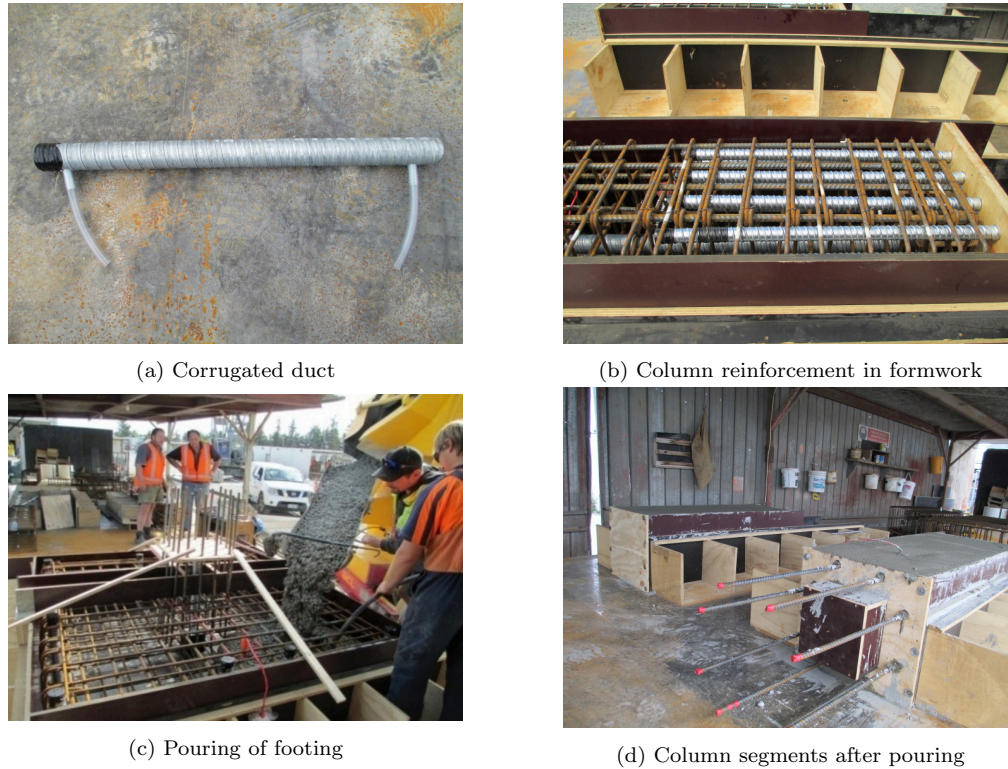 (a) Corrugated duct
(b) Column reinforcement in formwork
(c) Pouring of footing
(d) Column segments after pouring